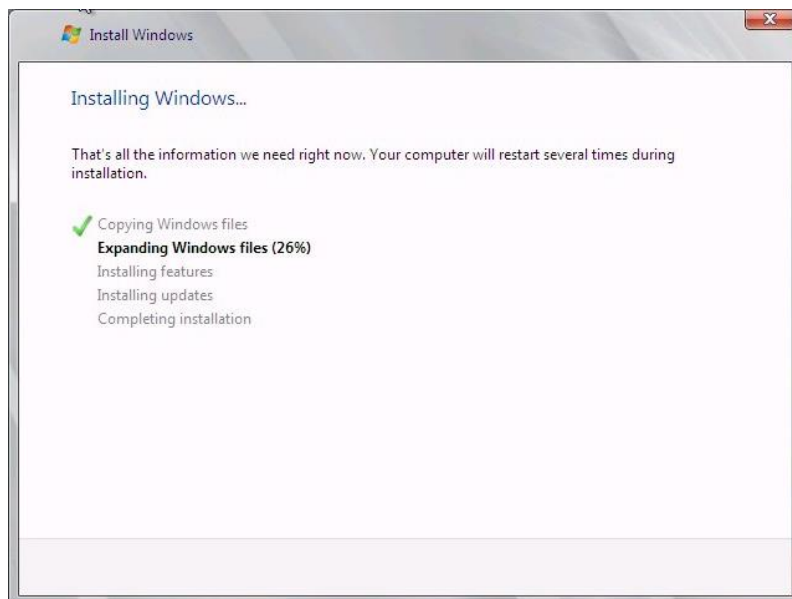 Install Windows
Installing Windows...
That's all the information we need right now. Your computer will restart several times during
installation.
Copying Windows files
Expanding Windows files (26%)
Installing features
Installing updates
Completing installation